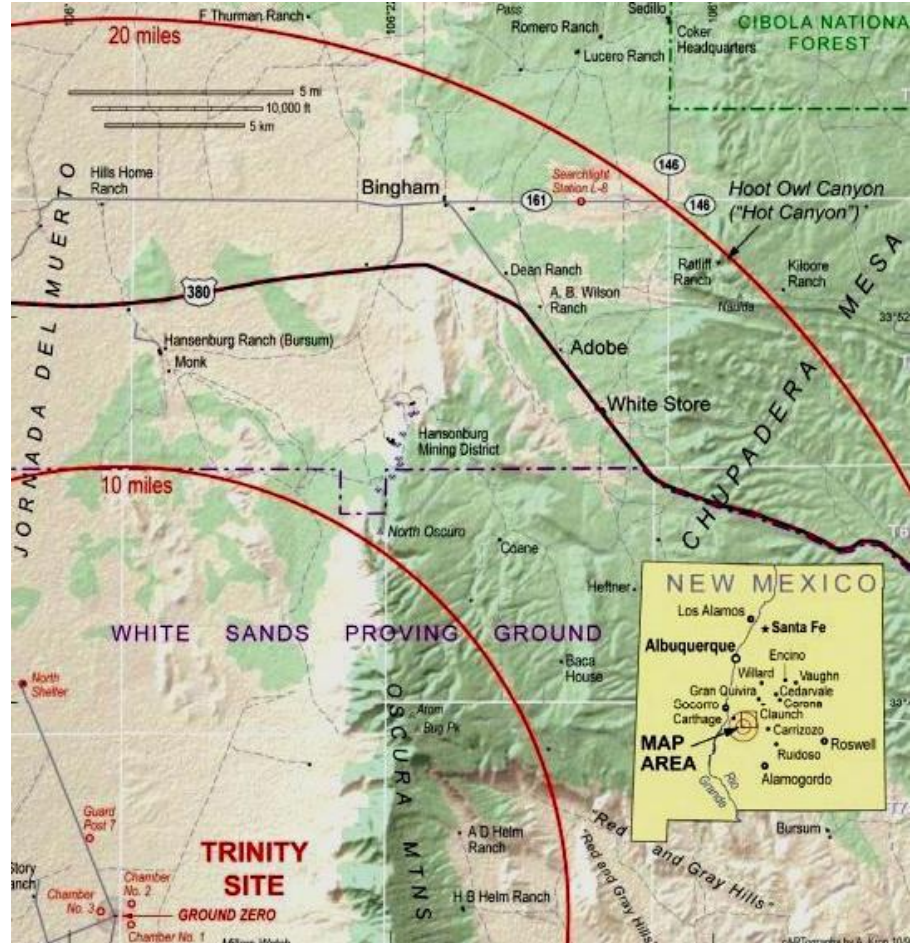 F Thurman Ranch
Pass
Romero Ranch
Lucero Ranch
Sedillo
Coker
Headquarters
CIBOLA NATIONA
FOREST
20 miles
5 mi
10,000 ft
5 km
146
Hills Home
Ranch
Bingham
161
Searchlight
Station L-8
146
Hoot Owl Canyon
("Hot Canyon")
JORNADA DEL MUERTO
380
Dean Ranch
A. B. Wilson
Ranch
Ratliff
Ranch
Kiloore
Ranch
CHUPADERA MESA
33°52
Hansenburg Ranch (Bursum)
Monk
Adobe
White Store
Hansonburg
Mining District
10 miles
North Oscuro
Coane
Heftner
WHITE SANDS PROVING GROUND
Baca
House
North
Shelter
OSCURA MTNS
Atom
Bug Pk
Guard
Post 7
TRINITY
SITE
A D Helm
Ranch
H B Helm Ranch
Story
Chamber
No. 2
Chamber
No. 3
GROUND ZERO
Chamber No. 1
"Red and Gray Hills"
"Red and Gray Hills"
Bursum
NEW MEXICO
Los Alamos
Santa Fe
Albuquerque
Encino
Willard
Vaughn
Gran Quivira
Cedarvale
Corona
Socorro
Claunch
Carthage
Carrizozo
MAP
AREA
Roswell
Ruidoso
Alamogordo
Rio
Grande